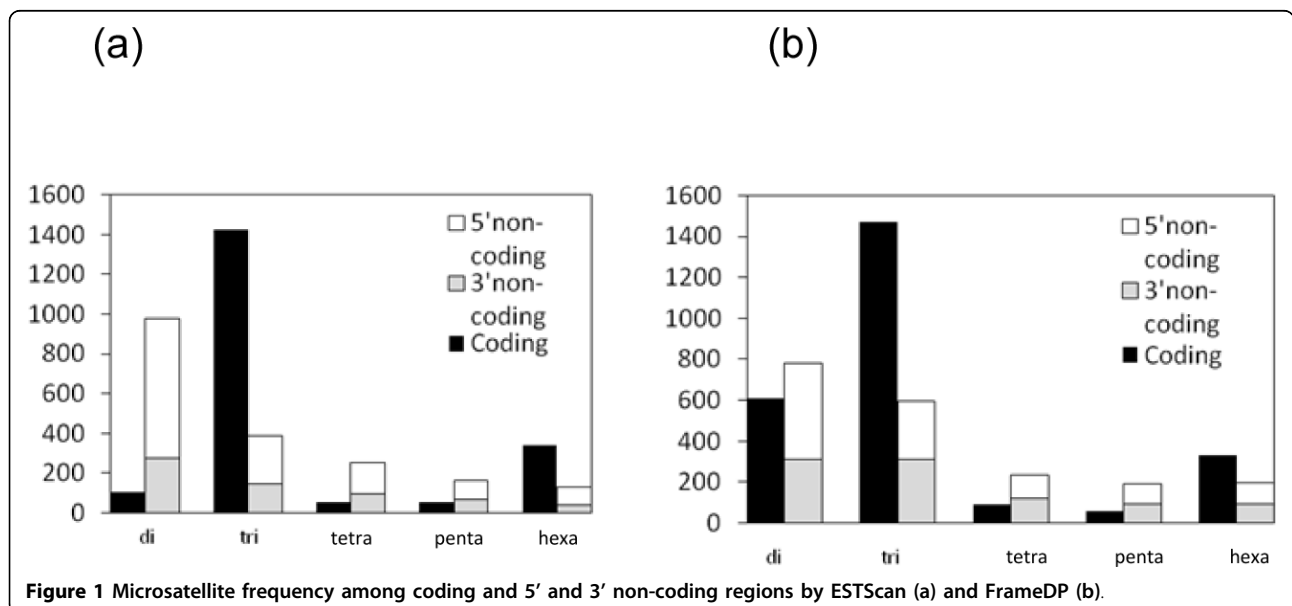 (a)
(b)
1600
1400
1200
1000
800
600
400
200
0
5'non-
coding
3'non-
coding
Coding
di
tri
tetra
penta
hexa
1600
1400
1200
1000
800
600
400
200
0
5'non-
coding
3'non-
coding
Coding
di
tri
tetra
penta
hexa
Figure 1 Microsatellite frequency among coding and 5′ and 3′ non-coding regions by ESTScan (a) and FrameDP (b).